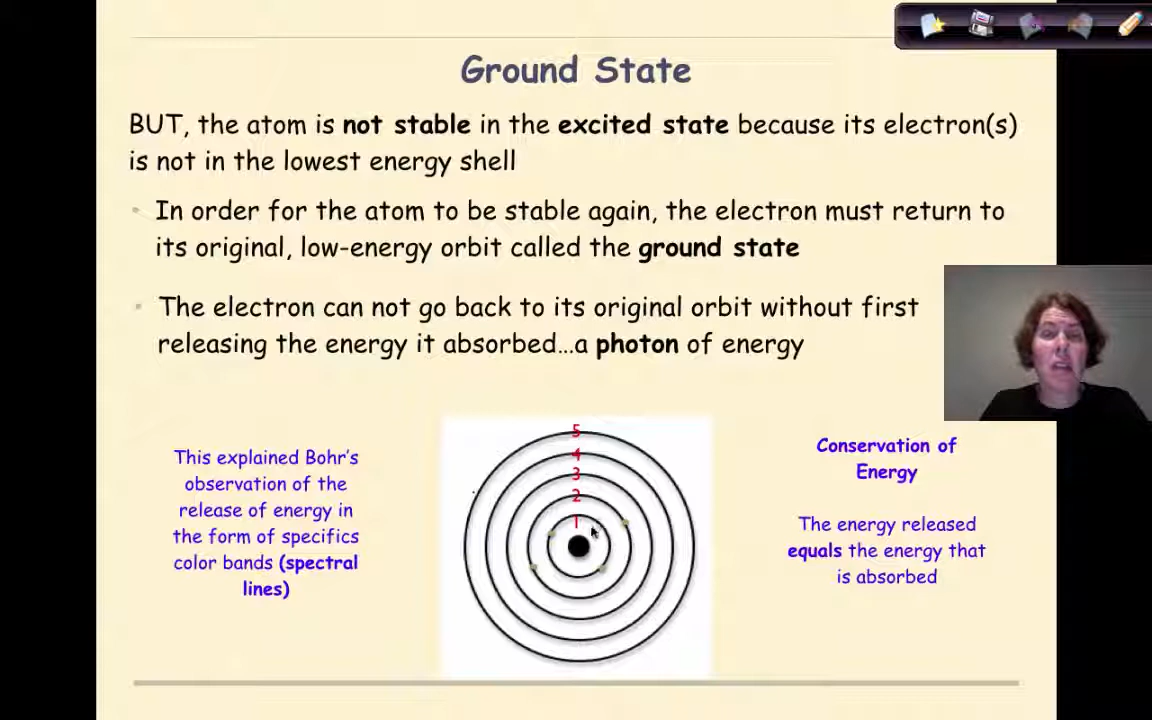 Ground State
BUT, the atom is not stable in the excited state because its electron(s)
is not in the lowest energy shell
In order for the atom to be stable again, the electron must return to
its original, low-energy orbit called the ground state
The electron can not go back to its original orbit without first
releasing the energy it absorbed...a photon of energy
This explained Bohr's
observation of the
release of energy in
the form of specifics
color bands (spectral
lines)
5
4
3
2
1
Conservation of
Energy
The energy released
equals the energy that
is absorbed